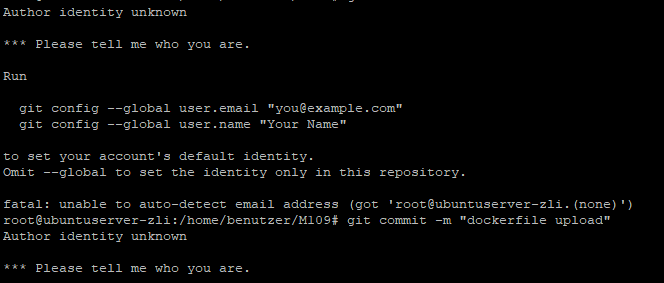 Author identity unknown
*** Please tell me who you are.
Run
git config --global user.email "you@example.com"
git config --global user.name "Your Name"
to set your account's default identity.
Omit --global to set the identity only in this repository.
fatal: unable to auto-detect email address (got 'root@ubuntuserver-zli.(none)')
root@ubuntuserver-zli:/home/benutzer/M109# git commit -m "dockerfile upload"
Author identity unknown
*** Please tell me who you are.